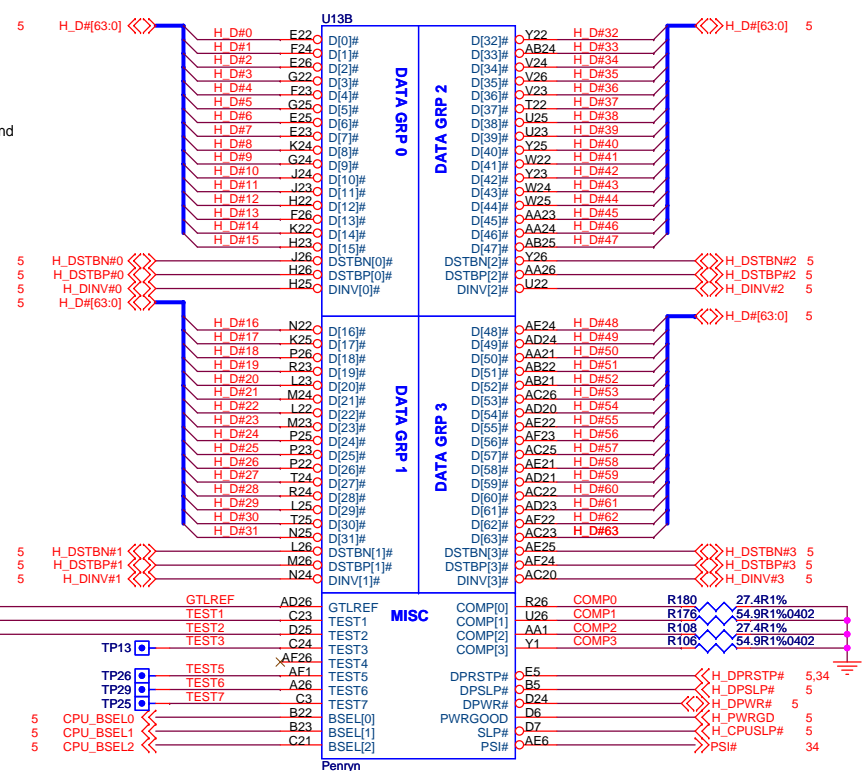 U13B
5 H_D#[63:0] H_D#[63:0] 5
H_D#0 E22 D[0]# D[32]# Y22 H_D#32
H_D#1 F24 D[1]# D[33]# AB24 H_D#33
H_D#2 E26 D[2]# D[34]# V24 H_D#34
H_D#3 G22 D[3]# D[35]# V26 H_D#35
H_D#4 F23 D[4]# D[36]# V23 H_D#36
H_D#5 G25 D[5]# D[37]# T22 H_D#37
H_D#6 E25 D[6]# D[38]# U25 H_D#38
nd H_D#7 E23 D[7]# D[39]# U23 H_D#39
H_D#8 K24 D[8]# D[40]# Y25 H_D#40
H_D#9 G24 D[9]# D[41]# W22 H_D#41
H_D#10 J24 D[10]# D[42]# Y23 H_D#42
H_D#11 J23 D[11]# D[43]# W24 H_D#43
H_D#12 H22 D[12]# D[44]# W25 H_D#44
H_D#13 F26 D[13]# D[45]# AA23 H_D#45
H_D#14 K22 D[14]# D[46]# AA24 H_D#46
H_D#15 H23 D[15]# D[47]# AB25 H_D#47
DATA GRP 0
DATA GRP 2
5 H_DSTBN#0 J26 DSTBN[0]# DSTBN[2]# Y26 H_DSTBN#2 5
5 H_DSTBP#0 H26 DSTBP[0]# DSTBP[2]# AA26 H_DSTBP#2 5
5 H_DINV#0 H25 DINV[0]# DINV[2]# U22 H_DINV#2 5
5 H_D#[63:0] H_D#[63:0] 5
H_D#16 N22 D[16]# D[48]# AE24 H_D#48
H_D#17 K25 D[17]# D[49]# AD24 H_D#49
H_D#18 P26 D[18]# D[50]# AA21 H_D#50
H_D#19 R23 D[19]# D[51]# AB22 H_D#51
H_D#20 L23 D[20]# D[52]# AB21 H_D#52
H_D#21 M24 D[21]# D[53]# AC26 H_D#53
H_D#22 L22 D[22]# D[54]# AD20 H_D#54
H_D#23 M23 D[23]# D[55]# AE22 H_D#55
H_D#24 P25 D[24]# D[56]# AF23 H_D#56
H_D#25 P23 D[25]# D[57]# AC25 H_D#57
H_D#26 P22 D[26]# D[58]# AE21 H_D#58
H_D#27 T24 D[27]# D[59]# AD21 H_D#59
H_D#28 R24 D[28]# D[60]# AC22 H_D#60
H_D#29 L25 D[29]# D[61]# AD23 H_D#61
H_D#30 T25 D[30]# D[62]# AF22 H_D#62
H_D#31 N25 D[31]# D[63]# AC23 H_D#63
DATA GRP 1
DATA GRP 3
5 H_DSTBN#1 L26 DSTBN[1]# DSTBN[3]# AE25 H_DSTBN#3 5
5 H_DSTBP#1 M26 DSTBP[1]# DSTBP[3]# AF24 H_DSTBP#3 5
5 H_DINV#1 N24 DINV[1]# DINV[3]# AC20 H_DINV#3 5
MISC
GTLREF AD26 GTLREF COMP[0] R26 COMP0 R180 27.4R1%
TEST1 C23 TEST1 COMP[1] U26 COMP1 R176 54.9R1%0402
TEST2 D25 TEST2 COMP[2] AA1 COMP2 R108 27.4R1%
TP13 TEST3 C24 TEST3 COMP[3] Y1 COMP3 R106 54.9R1%0402
AF26 TEST4
TP26 TEST5 AF1 TEST5 DPRSTP# E5 H_DPRSTP# 5,34
TP29 TEST6 A26 TEST6 DPSLP# B5 H_DPSLP# 5
TP25 TEST7 C3 TEST7 DPWR# D24 H_DPWR# 5
5 CPU_BSEL0 B22 BSEL[0] PWRGOOD D6 H_PWRGD 5
5 CPU_BSEL1 B23 BSEL[1] SLP# D7 H_CPUSLP# 5
5 CPU_BSEL2 C21 BSEL[2] PSI# AE6 PSI# 34
Penryn